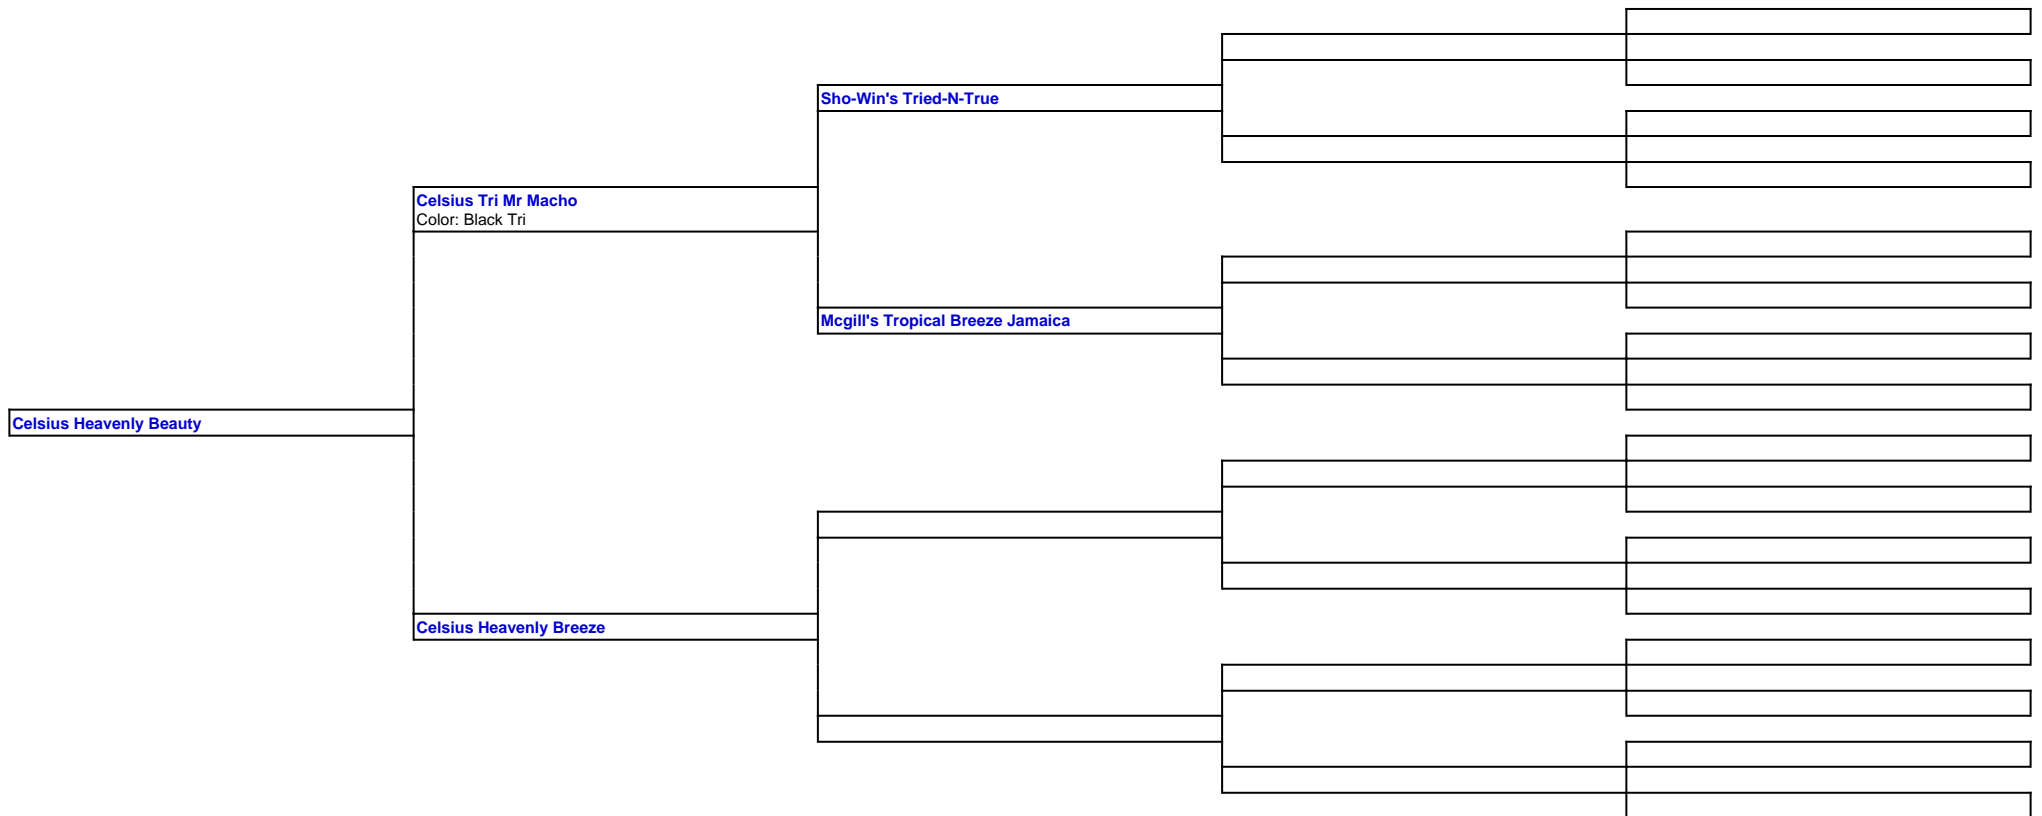 Sho-Win's Tried-N-True
Celsius Tri Mr Macho
Color: Black Tri
Mcgill's Tropical Breeze Jamaica
Celsius Heavenly Beauty
Celsius Heavenly Breeze